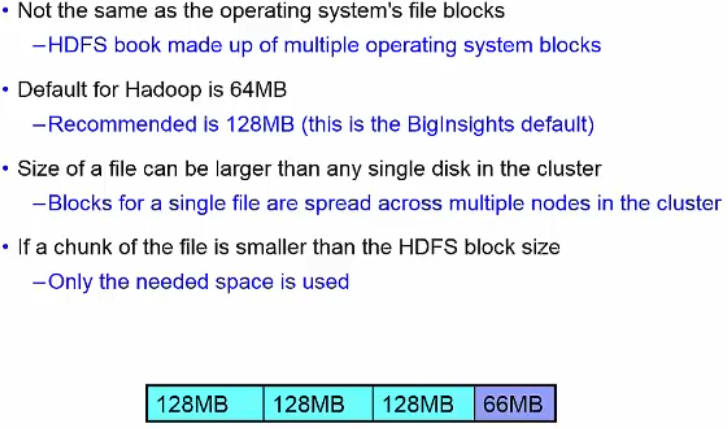 • Not the same as the operating system's file blocks
–HDFS book made up of multiple operating system blocks
• Default for Hadoop is 64MB
–Recommended is 128MB (this is the BigInsights default)
• Size of a file can be larger than any single disk in the cluster
–Blocks for a single file are spread across multiple nodes in the cluster
• If a chunk of the file is smaller than the HDFS block size
–Only the needed space is used
128MB 128MB 128MB 66MB